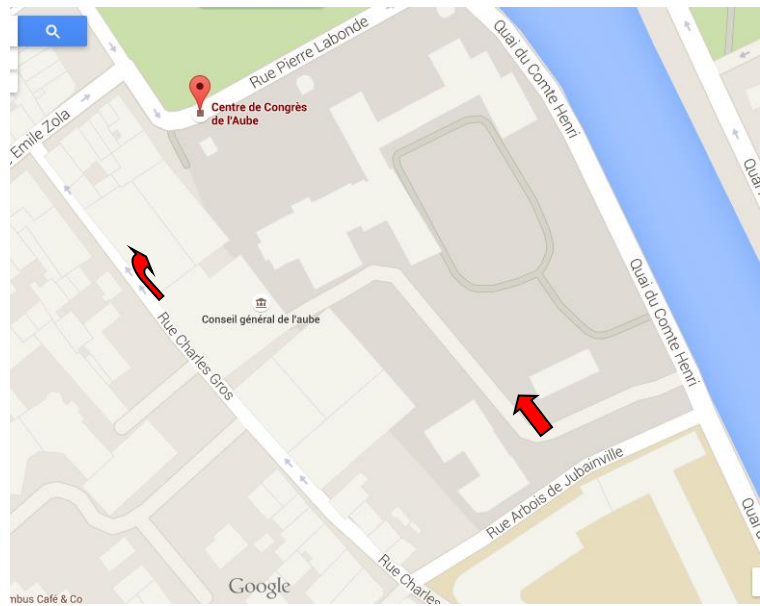 Rue Pierre Labonde
Quai du Comte Henri
Centre de Congrès
de l'Aube
Emile Zola
Quai du Comte Henri
Conseil général de l'aube
Rue Charles Gros
Rue Arbois de Jubainville
Rue Charles
Google
mbus Café & Co